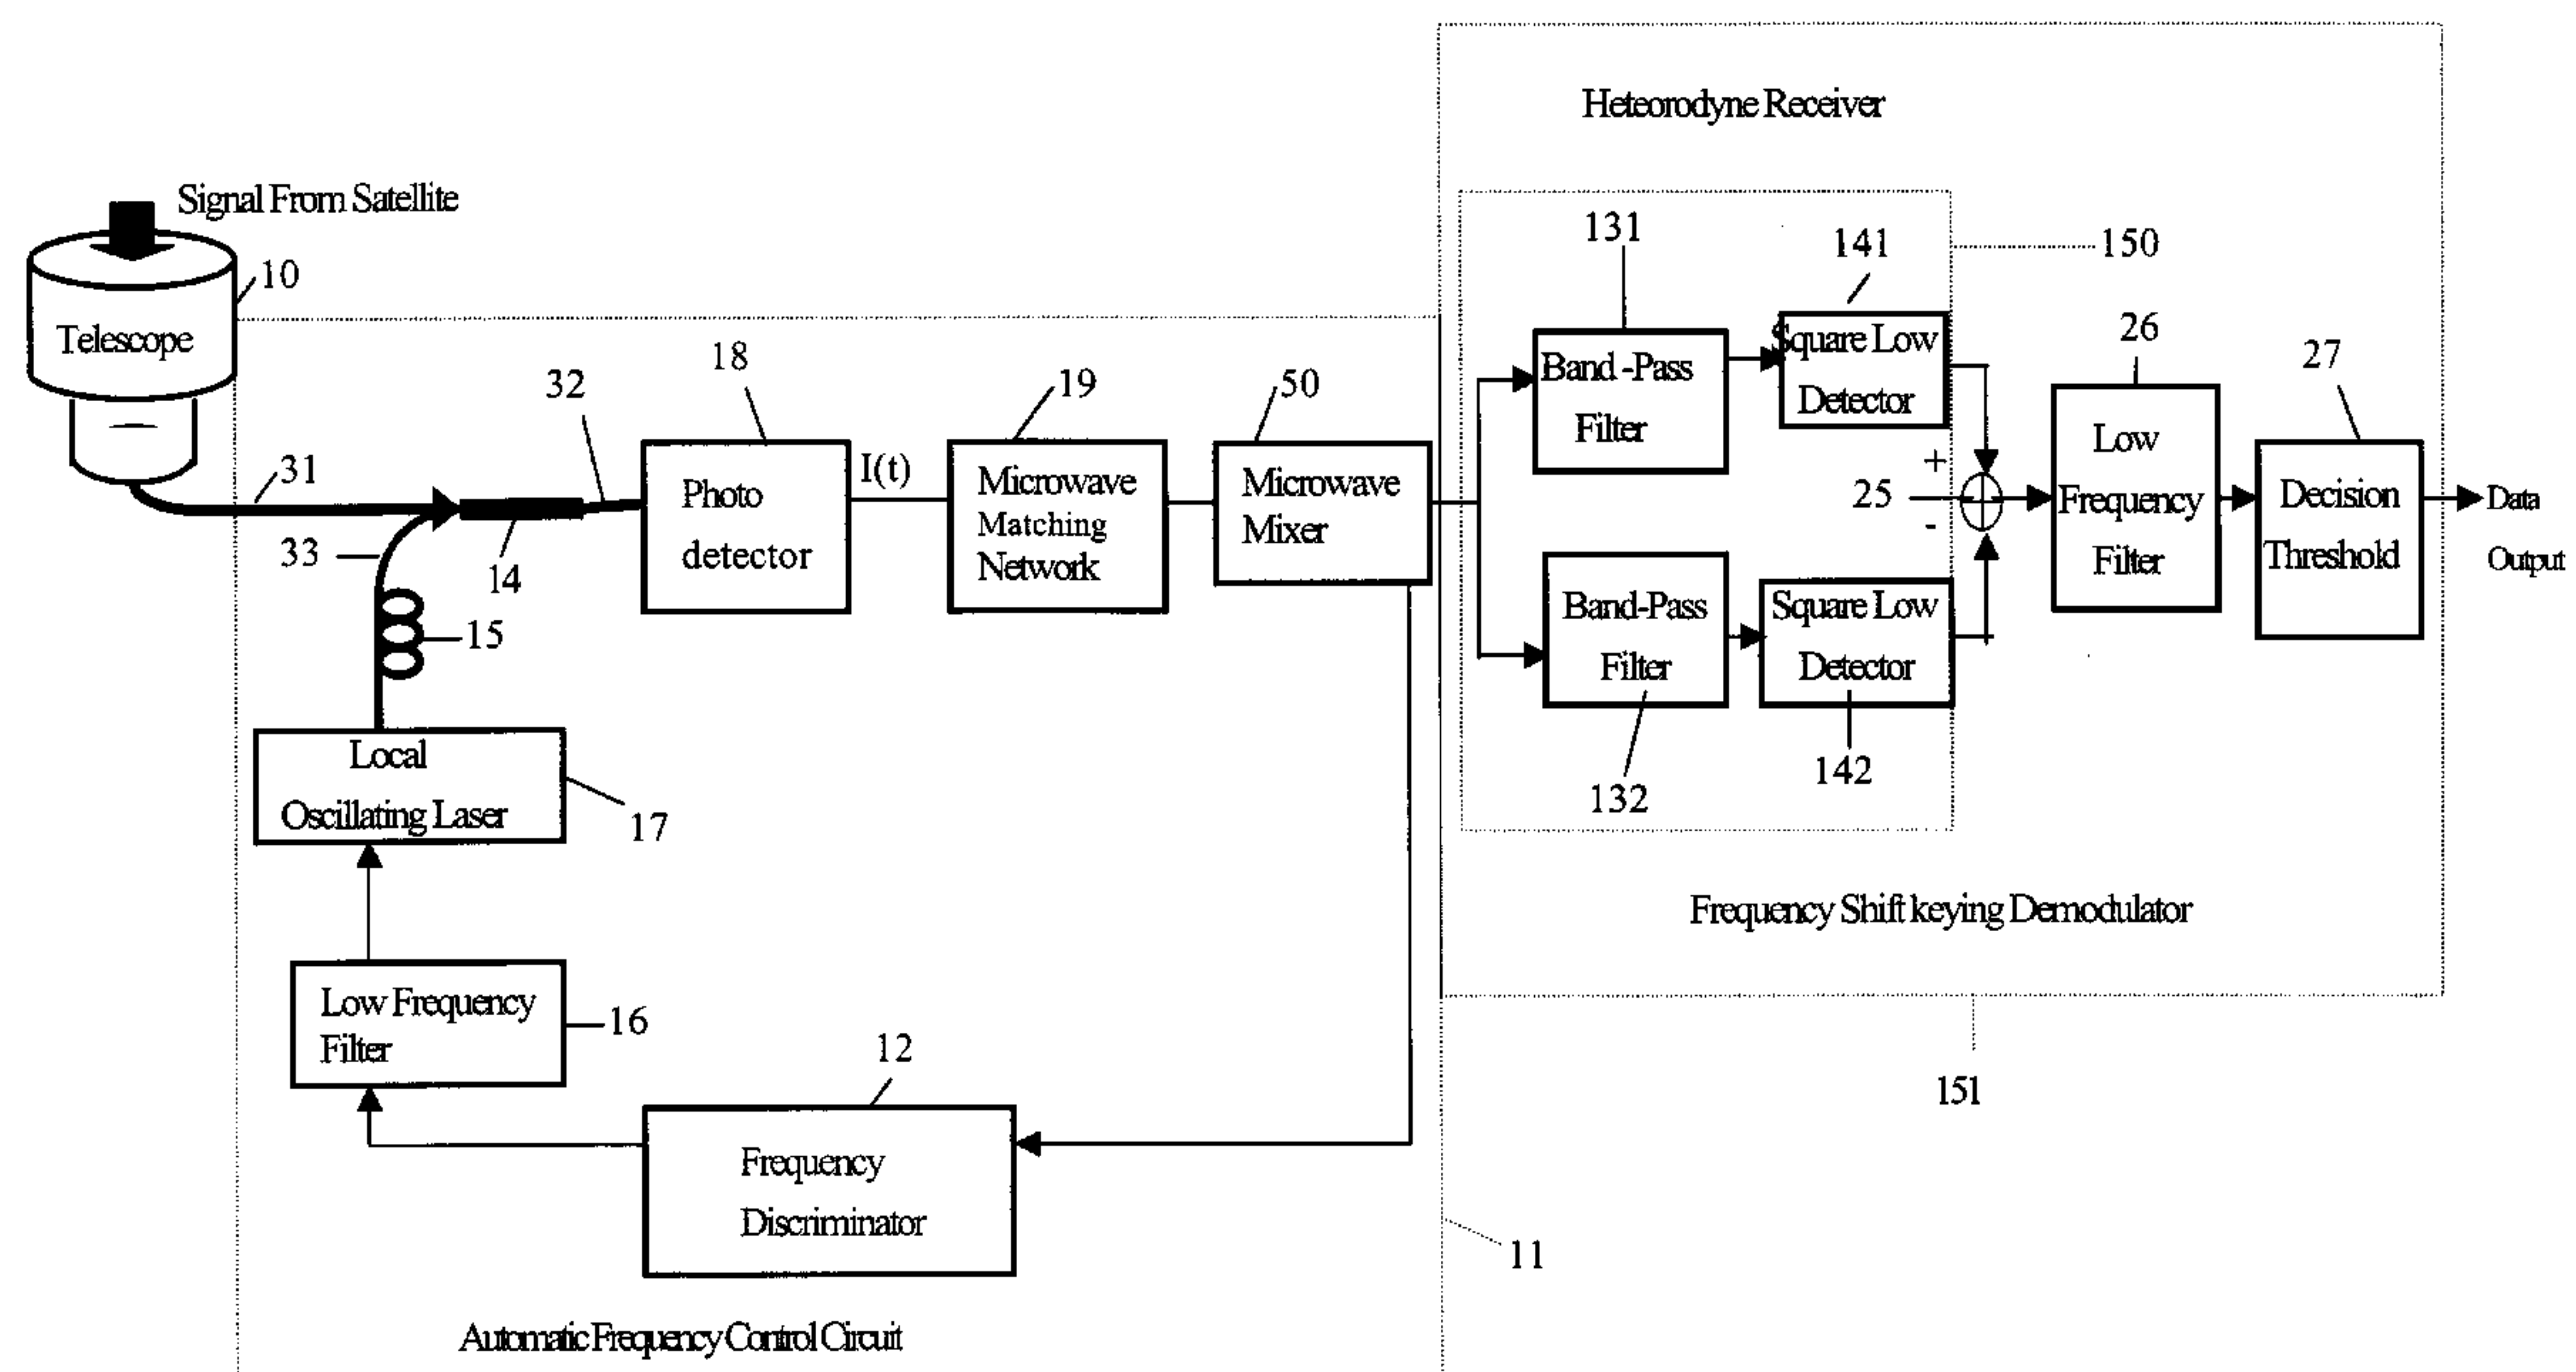 Heteorodyne Receiver
Signal From Satellite
10
Telescope
31
33
14
15
32
18
Photo
detector
I(t)
19
Microwave
Matching
Network
50
Microwave
Mixer
131
Band -Pass
Filter
141
Square Low
Detector
150
Band-Pass
Filter
132
Square Low
Detector
142
+
25
-
26
Low
Frequency
Filter
27
Decision
Threshold
Data
Output
Frequency Shift keying Demodulator
151
Local
Oscillating Laser
17
Low Frequency
Filter
16
12
Frequency
Discriminator
11
Automatic Frequency Control Circuit